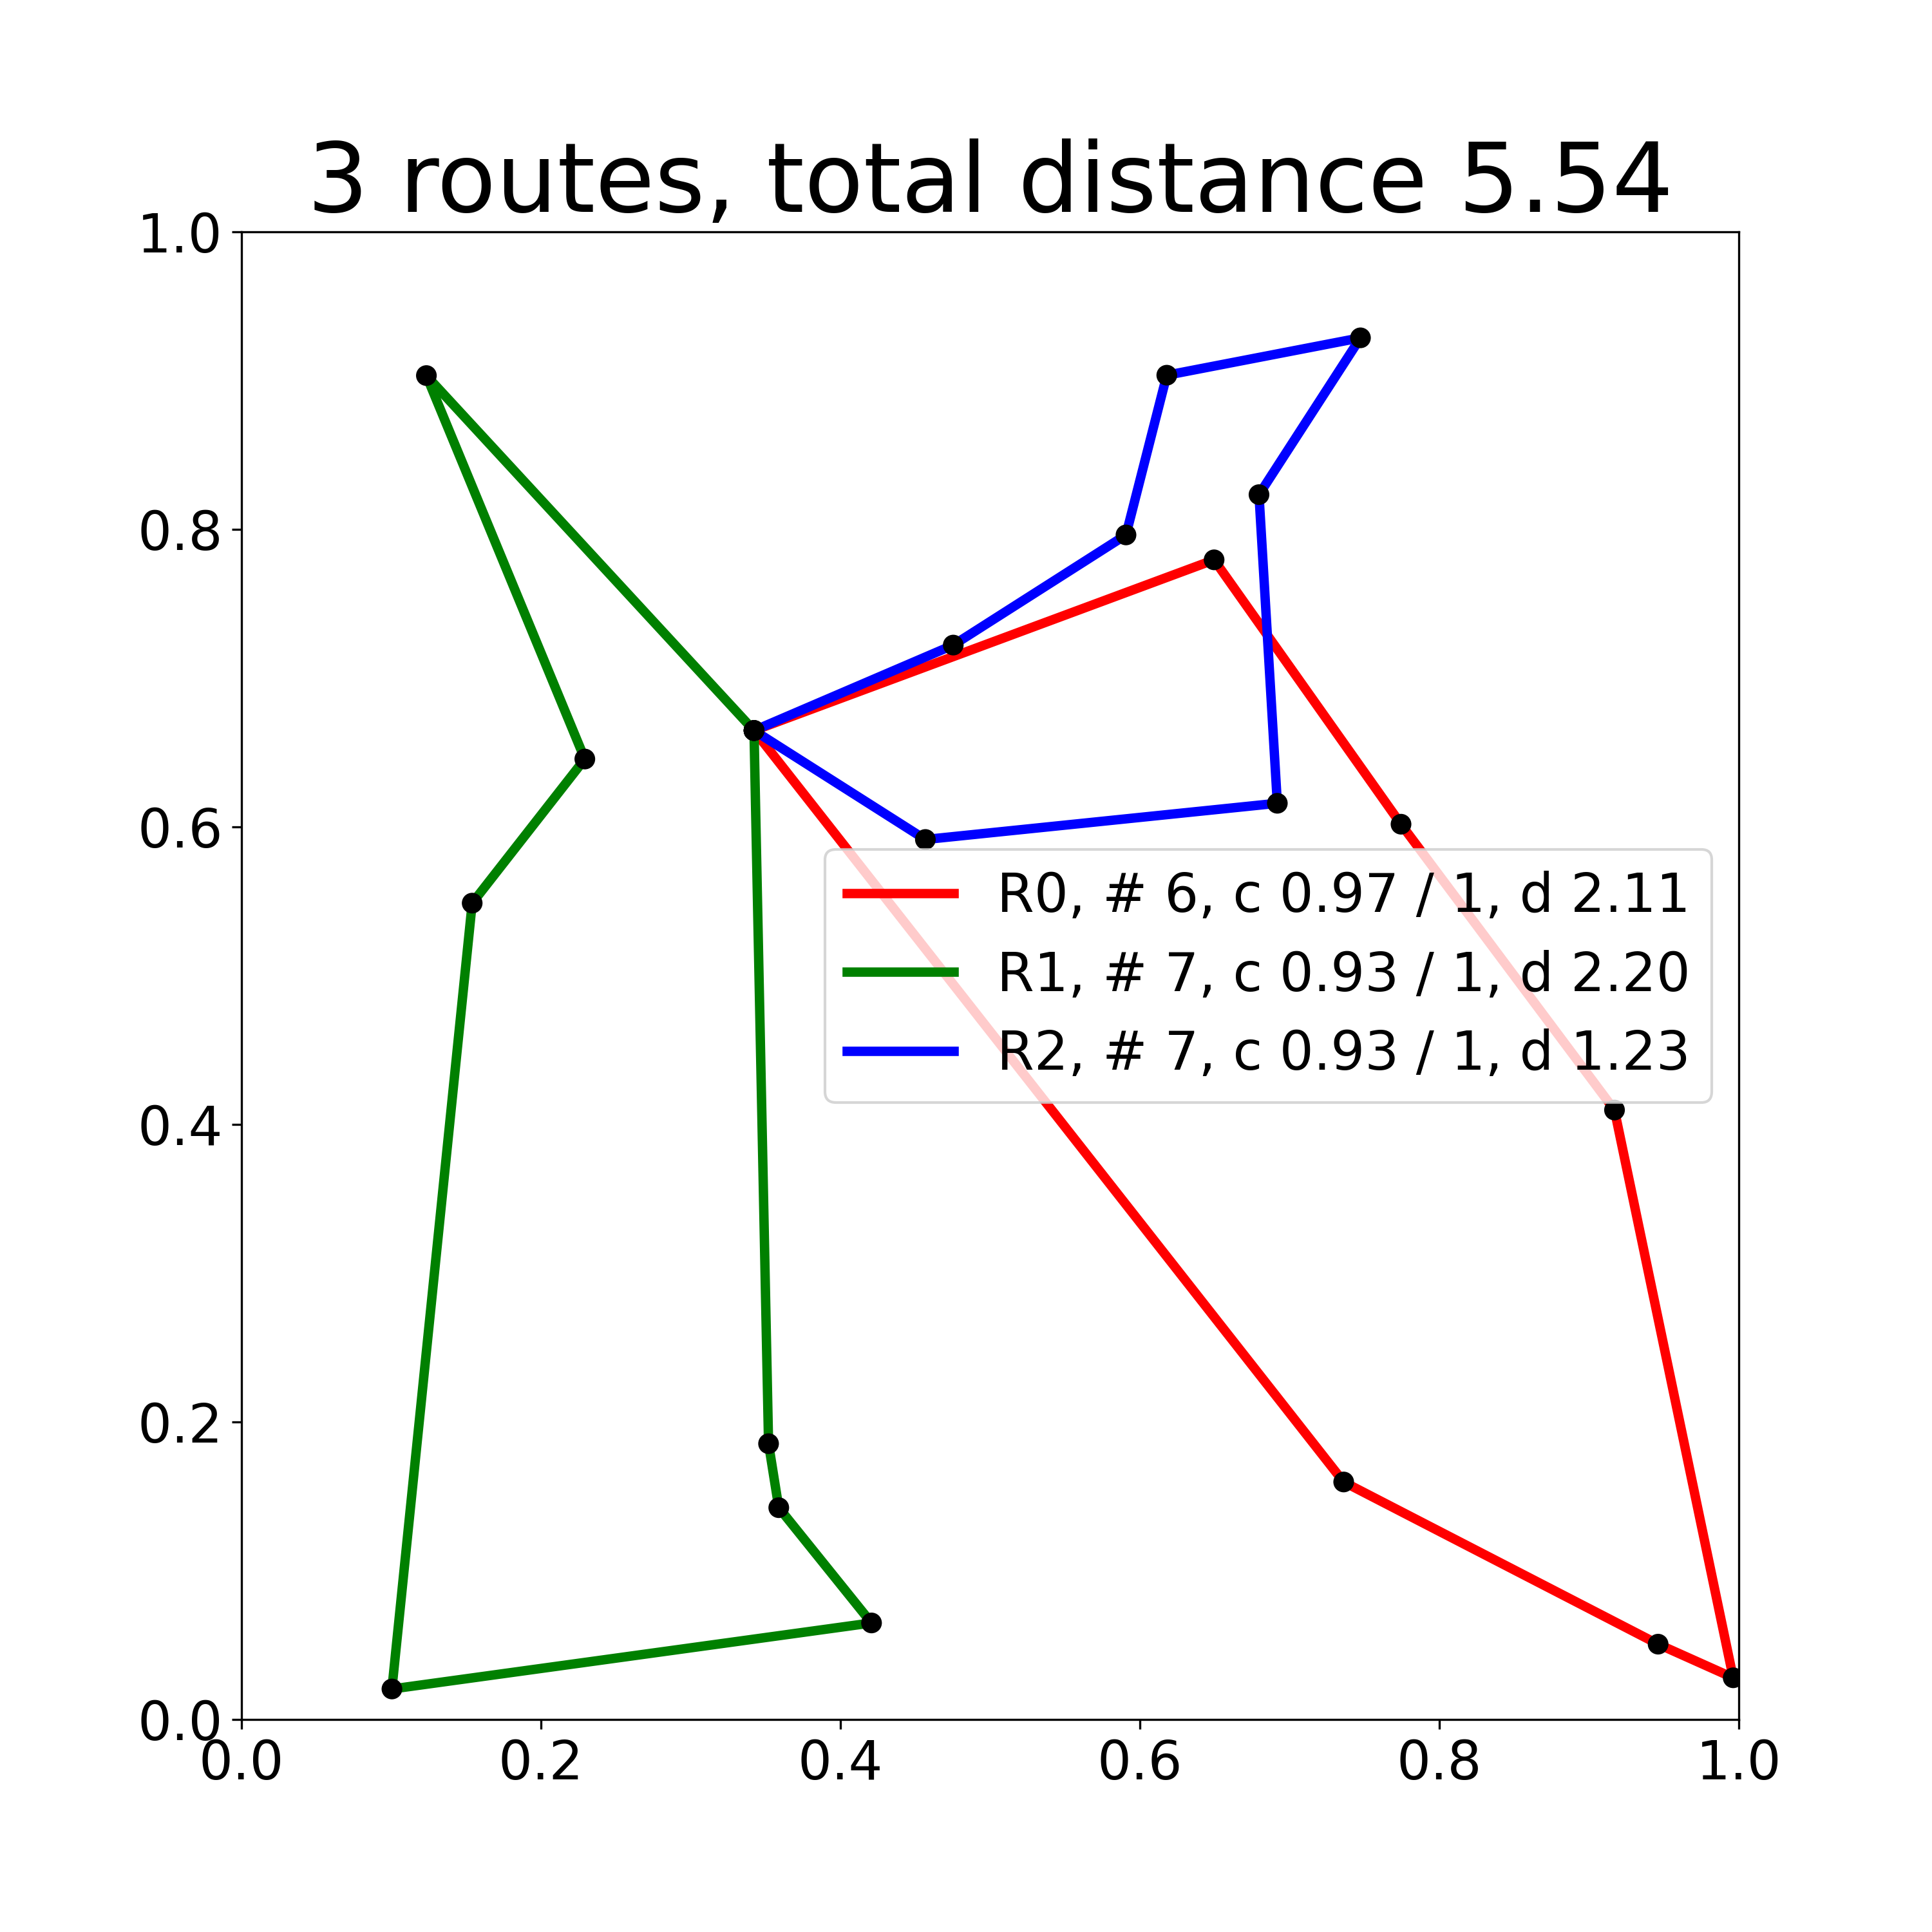 3 routes, total distance 5.54
1.0
0.8
0.6
0.4
0.2
0.0
R0, # 6, c 0.97 / 1, d 2.11
R1, # 7, c 0.93 / 1, d 2.20
R2, # 7, c 0.93 / 1, d 1.23
0.0 0.2 0.4 0.6 0.8 1.0